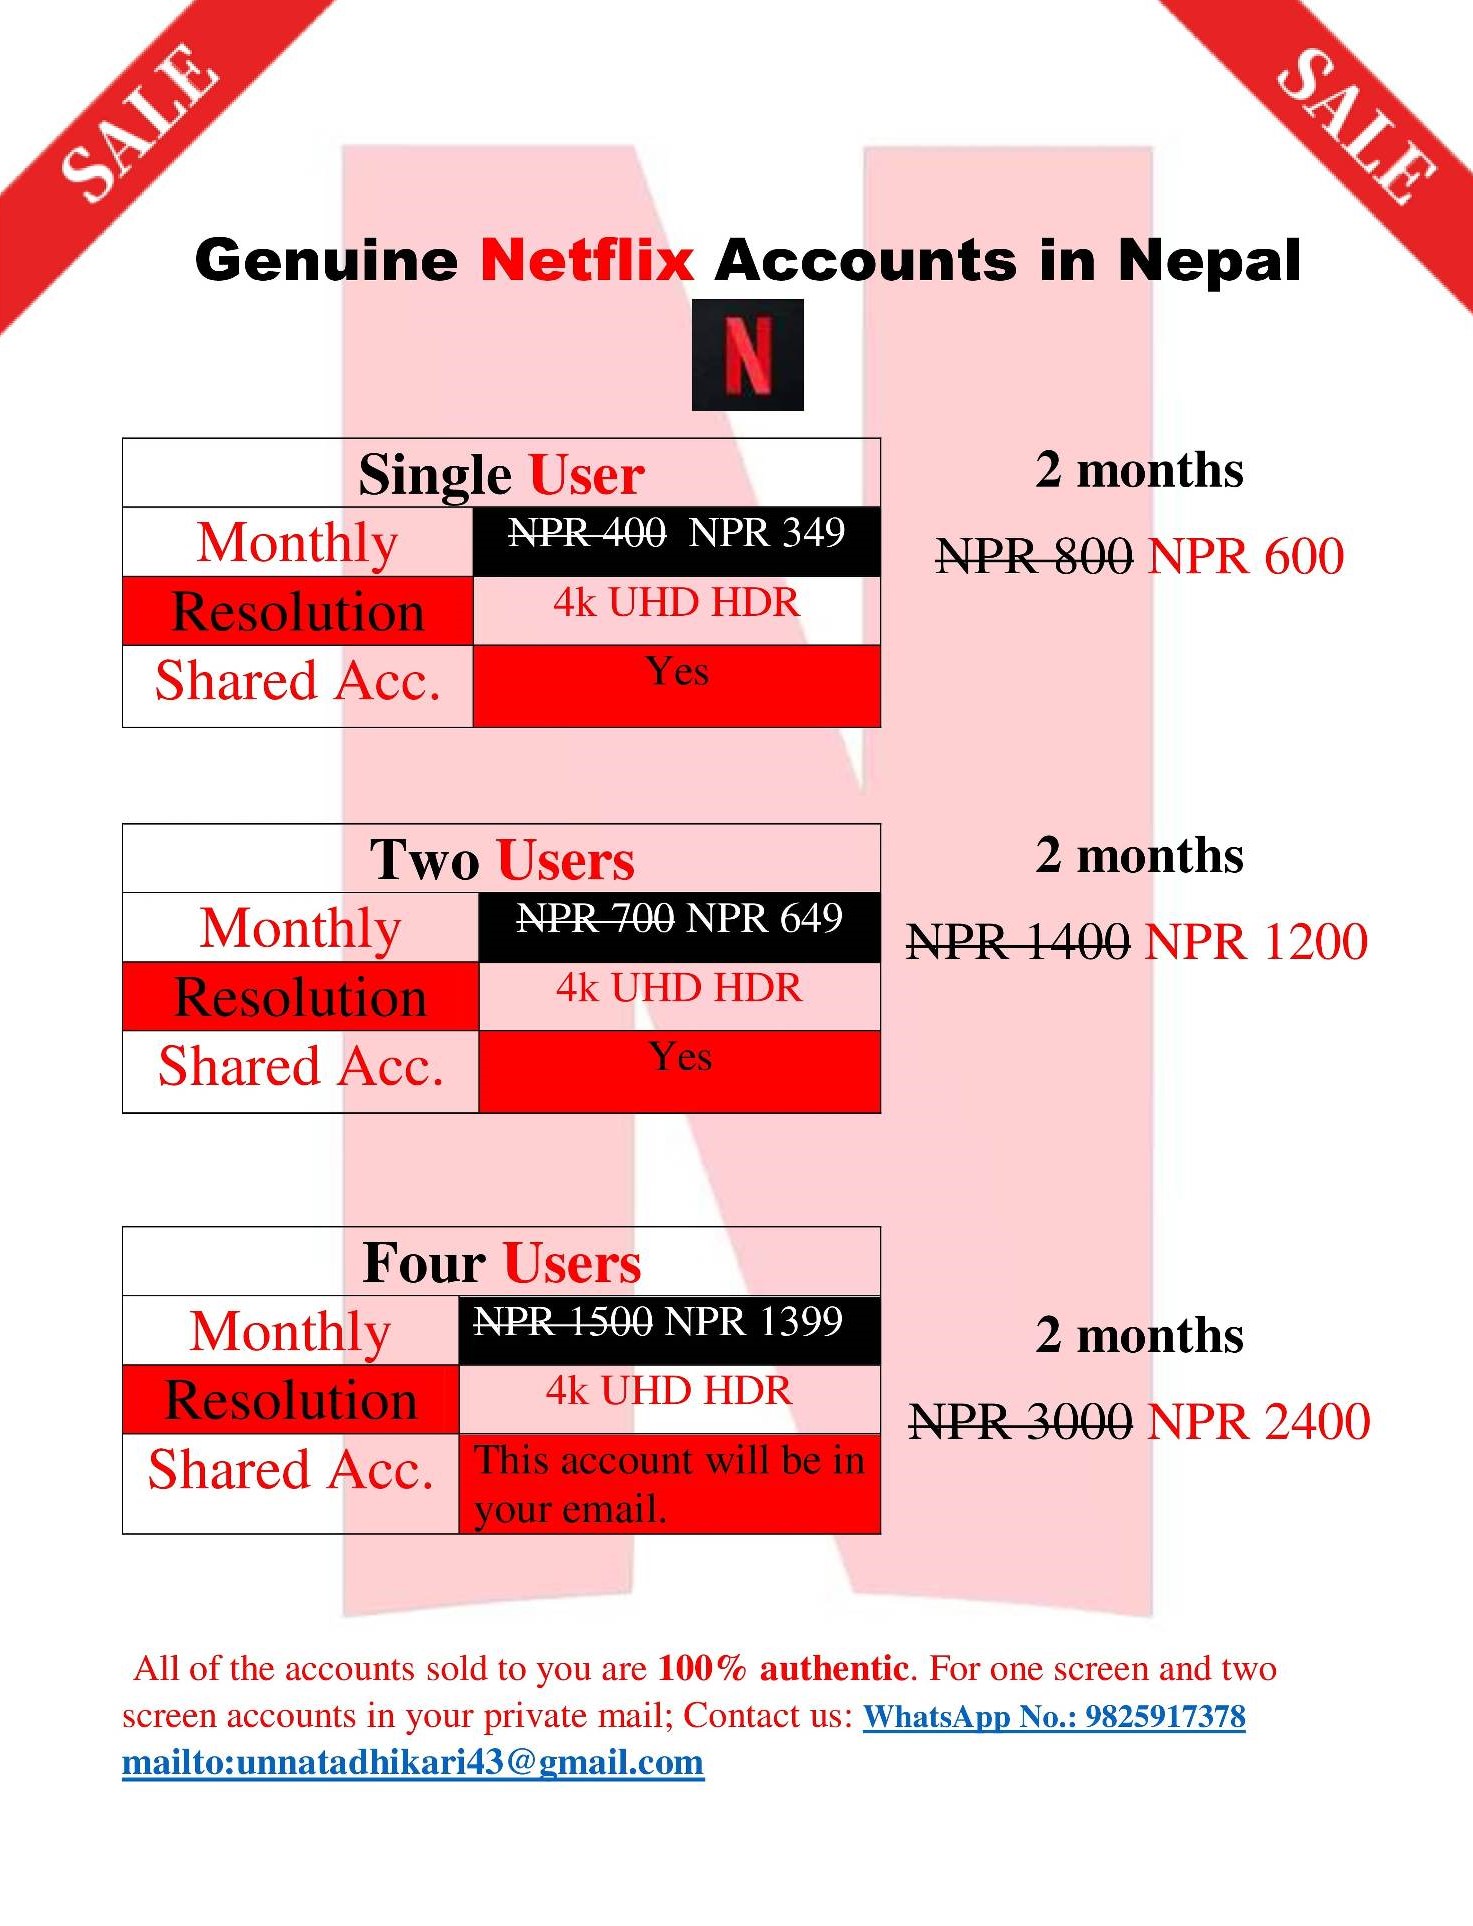 SALE
SALE
Genuine Netflix Accounts in Nepal
N
Single User
Monthly NPR 400 NPR 349
Resolution 4k UHD HDR
Shared Acc. Yes
2 months
NPR 800 NPR 600
Two Users
Monthly NPR 700 NPR 649
Resolution 4k UHD HDR
Shared Acc. Yes
2 months
NPR 1400 NPR 1200
Four Users
Monthly NPR 1500 NPR 1399
Resolution 4k UHD HDR
Shared Acc. This account will be in
your email.
2 months
NPR 3000 NPR 2400
All of the accounts sold to you are 100% authentic. For one screen and two
screen accounts in your private mail; Contact us: WhatsApp No.: 9825917378
mailto:unnatadhikari43@gmail.com